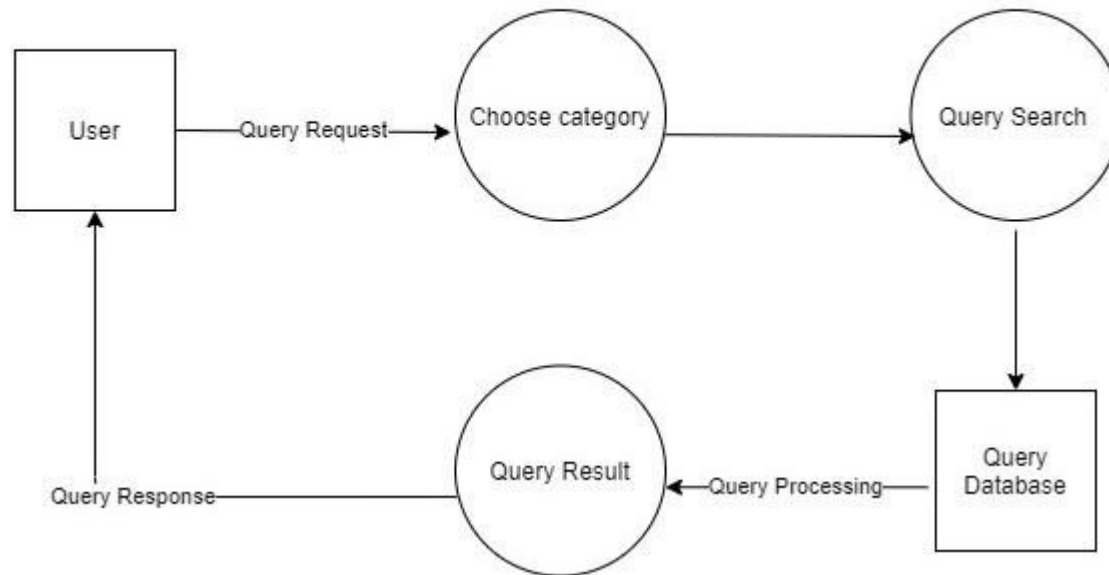 User
Query Request
Choose category
Query Search
Query Response
Query Result
Query Processing
Query
Database